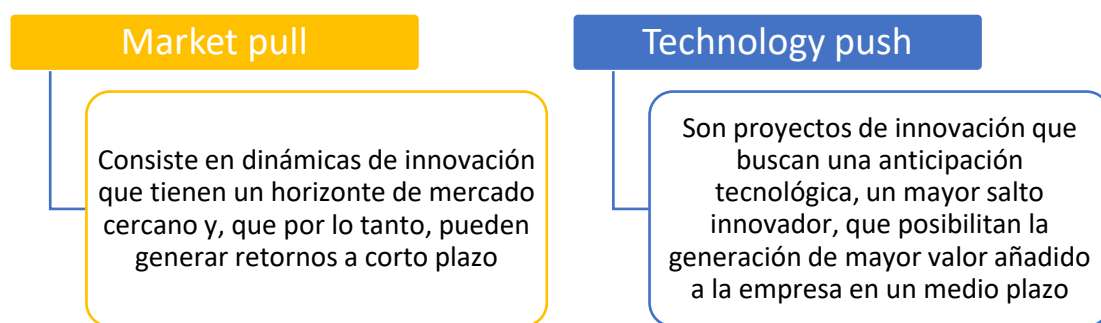 Market pull
Consiste en dinámicas de innovación
que tienen un horizonte de mercado
cercano y, que por lo tanto, pueden
generar retornos a corto plazo
Technology push
Son proyectos de innovación que
buscan una anticipación
tecnológica, un mayor salto
innovador, que posibilitan la
generación de mayor valor añadido
a la empresa en un medio plazo